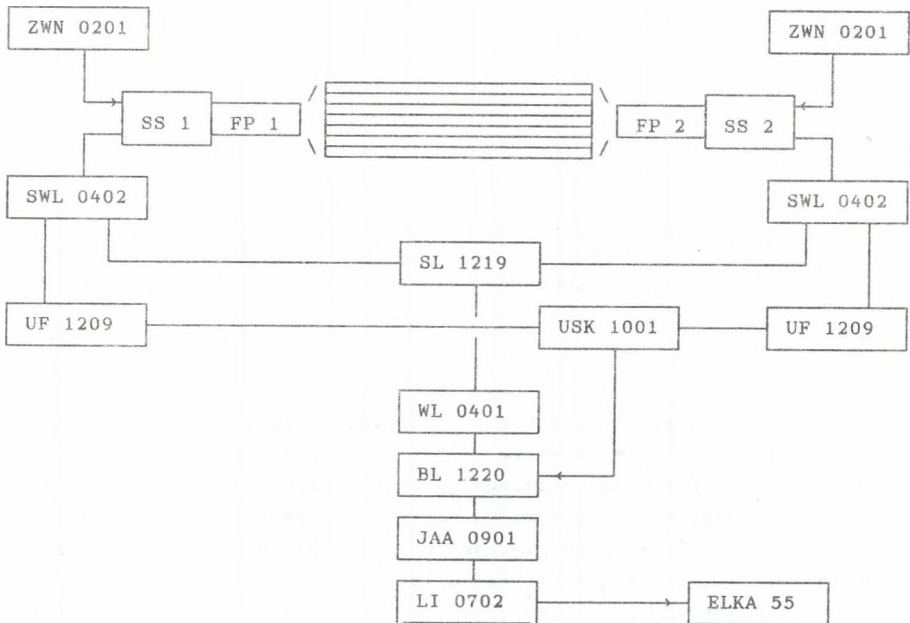 ZWN 0201
ZWN 0201
SS 1
FP 1
FP 2
SS 2
SWL 0402
SWL 0402
SL 1219
UF 1209
USK 1001
UF 1209
WL 0401
BL 1220
JAA 0901
LI 0702
ELKA 55